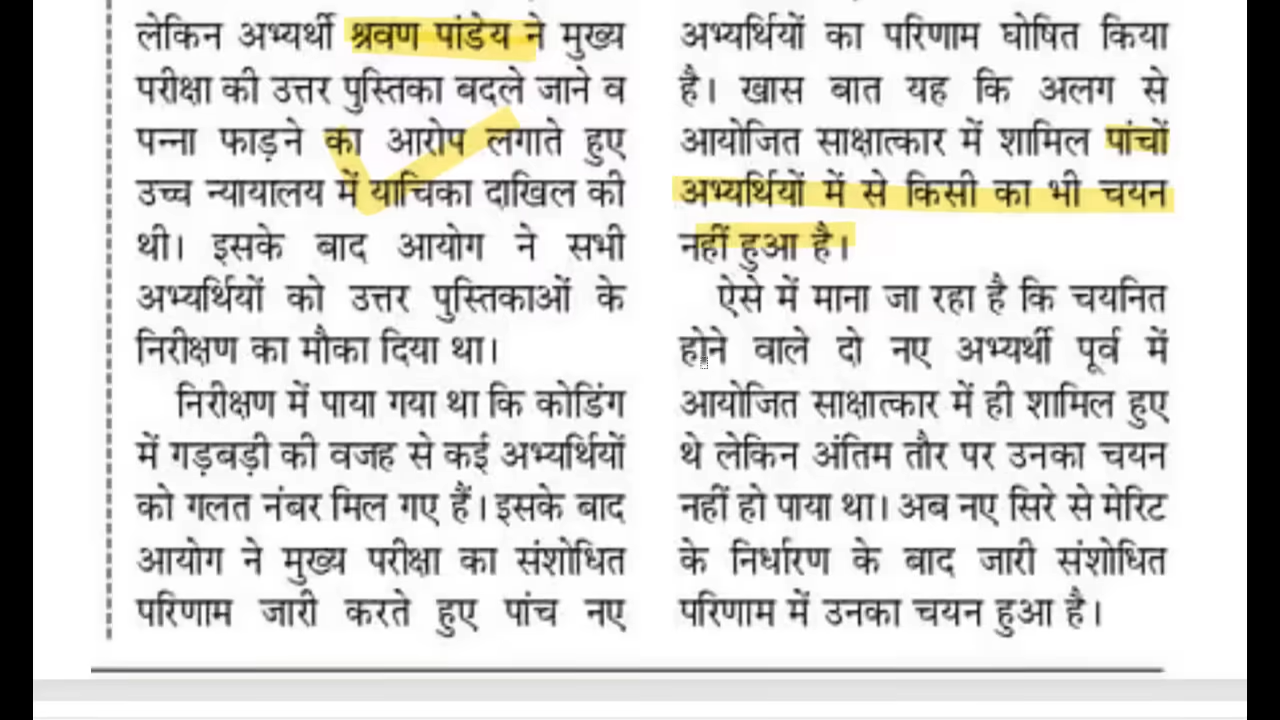 लेकिन अभ्यर्थी श्रवण पांडेय ने मुख्य
परीक्षा की उत्तर पुस्तिका बदले जाने व
पन्ना फाड़ने का आरोप लगाते हुए
उच्च न्यायालय में याचिका दाखिल की
थी। इसके बाद आयोग ने सभी
अभ्यर्थियों को उत्तर पुस्तिकाओं के
निरीक्षण का मौका दिया था।
निरीक्षण में पाया गया था कि कोडिंग
में गड़बड़ी की वजह से कई अभ्यर्थियों
को गलत नंबर मिल गए हैं। इसके बाद
आयोग ने मुख्य परीक्षा का संशोधित
परिणाम जारी करते हुए पांच नए
अभ्यर्थियों का परिणाम घोषित किया
है। खास बात यह कि अलग से
आयोजित साक्षात्कार में शामिल पांचों
अभ्यर्थियों में से किसी का भी चयन
नहीं हुआ है।
ऐसे में माना जा रहा है कि चयनित
होने वाले दो नए अभ्यर्थी पूर्व में
आयोजित साक्षात्कार में ही शामिल हुए
थे लेकिन अंतिम तौर पर उनका चयन
नहीं हो पाया था। अब नए सिरे से मेरिट
के निर्धारण के बाद जारी संशोधित
परिणाम में उनका चयन हुआ है।